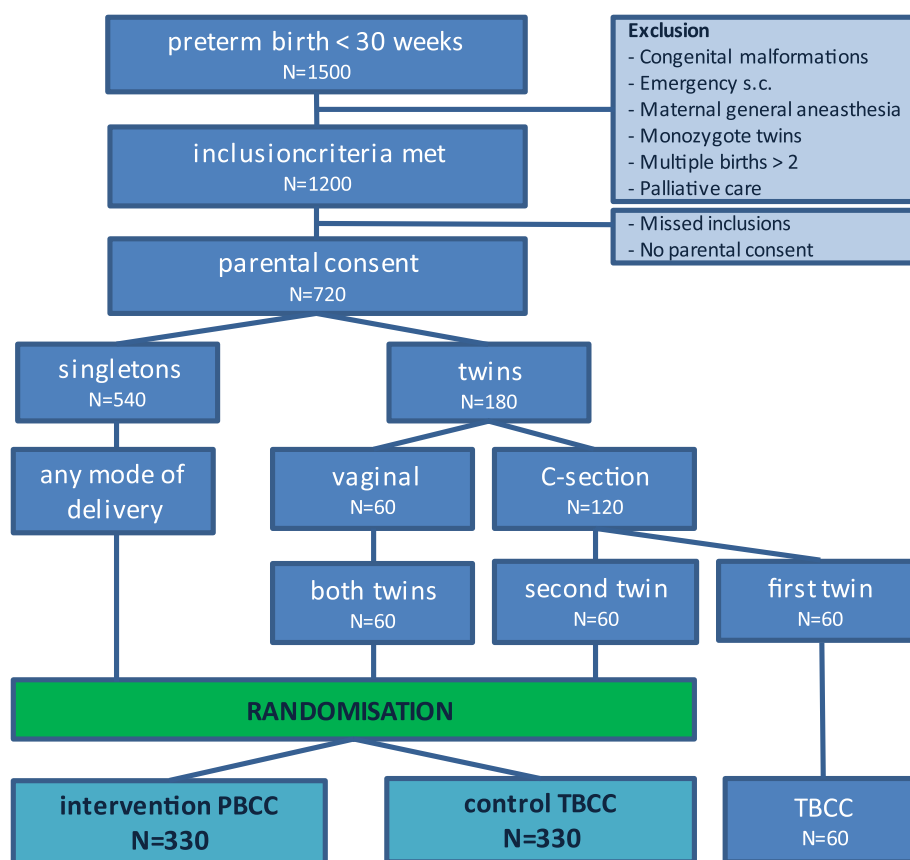 preterm birth < 30 weeks
N=1500
Exclusion
- Congenital malformations
- Emergency s.c.
- Maternal general aneasthesia
- Monozygote twins
- Multiple births > 2
- Palliative care
inclusioncriteria met
N=1200
- Missed inclusions
- No parental consent
parental consent
N=720
singletons
N=540
twins
N=180
any mode of
delivery
vaginal
N=60
C-section
N=120
both twins
N=60
second twin
N=60
first twin
N=60
RANDOMISATION
intervention PBCC
N=330
control TBCC
N=330
TBCC
N=60